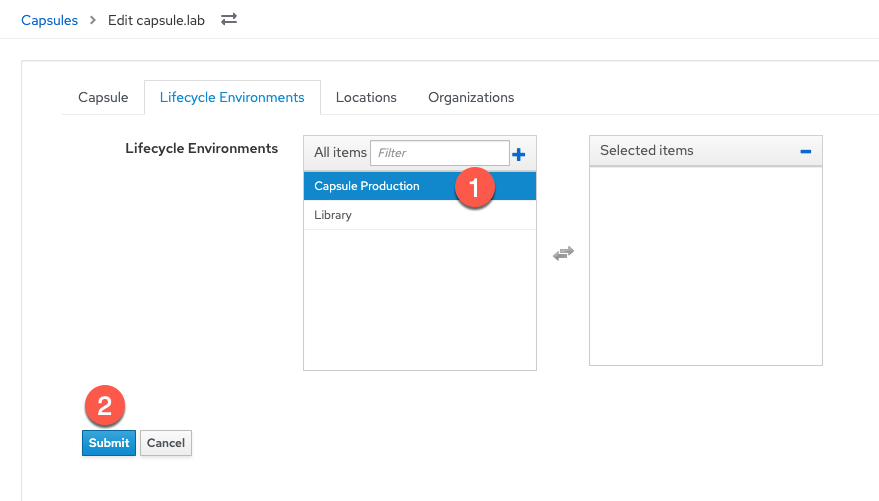 Capsules > Edit capsule.lab
Capsule Lifecycle Environments Locations Organizations
Lifecycle Environments
All items Filter
Selected items
Capsule Production 1
Library
2
Submit Cancel